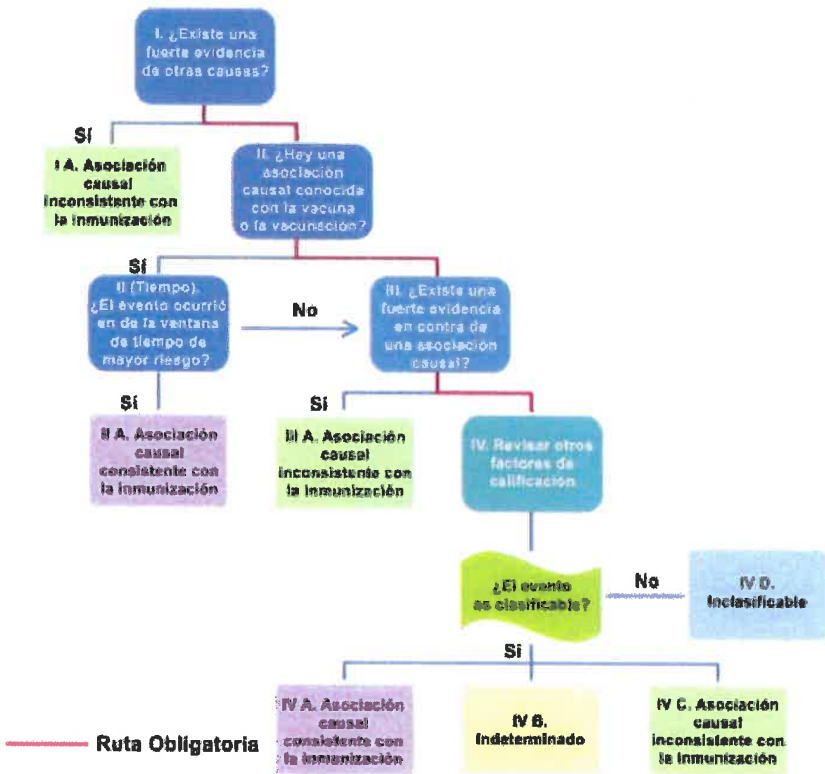 I. ¿Existe una
fuerte evidencia
de otras causas?
Sí
I A. Asociación
causal
inconsistente con
la inmunización
II. ¿Hay una
asociación
causal conocida
con la vacuna
o la vacunación?
Sí
II (Tiempo).
¿El evento ocurrió
en de la ventana
de tiempo de
mayor riesgo?
No
III. ¿Existe una
fuerte evidencia
en contra de
una asociación
causal?
Sí
II A. Asociación
causal
consistente con
la inmunización
Sí
III A. Asociación
causal
inconsistente con
la inmunización
IV. Revisar otros
factores de
calificación
¿El evento
es clasificable?
No
IV D.
Inclasificable
Si
IV A. Asociación
causal
consistente con
la inmunización
IV B.
Indeterminado
IV C. Asociación
causal
inconsistente con
la inmunización
Ruta Obligatoria